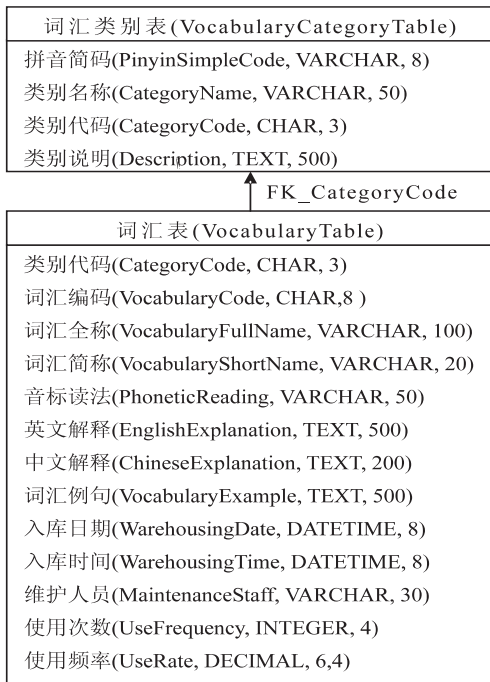 词汇类别表(VocabularyCategoryTable)
拼音简码(PinyinSimpleCode, VARCHAR, 8)
类别名称(CategoryName, VARCHAR, 50)
类别代码(CategoryCode, CHAR, 3)
类别说明(Description, TEXT, 500)
FK_CategoryCode
词汇表(VocabularyTable)
类别代码(CategoryCode, CHAR, 3)
词汇编码(VocabularyCode, CHAR,8 )
词汇全称(VocabularyFullName, VARCHAR, 100)
词汇简称(VocabularyShortName, VARCHAR, 20)
音标读法(PhoneticReading, VARCHAR, 50)
英文解释(EnglishExplanation, TEXT, 500)
中文解释(ChineseExplanation, TEXT, 200)
词汇例句(VocabularyExample, TEXT, 500)
入库日期(WarehousingDate, DATETIME, 8)
入库时间(WarehousingTime, DATETIME, 8)
维护人员(MaintenanceStaff, VARCHAR, 30)
使用次数(UseFrequency, INTEGER, 4)
使用频率(UseRate, DECIMAL, 6,4)